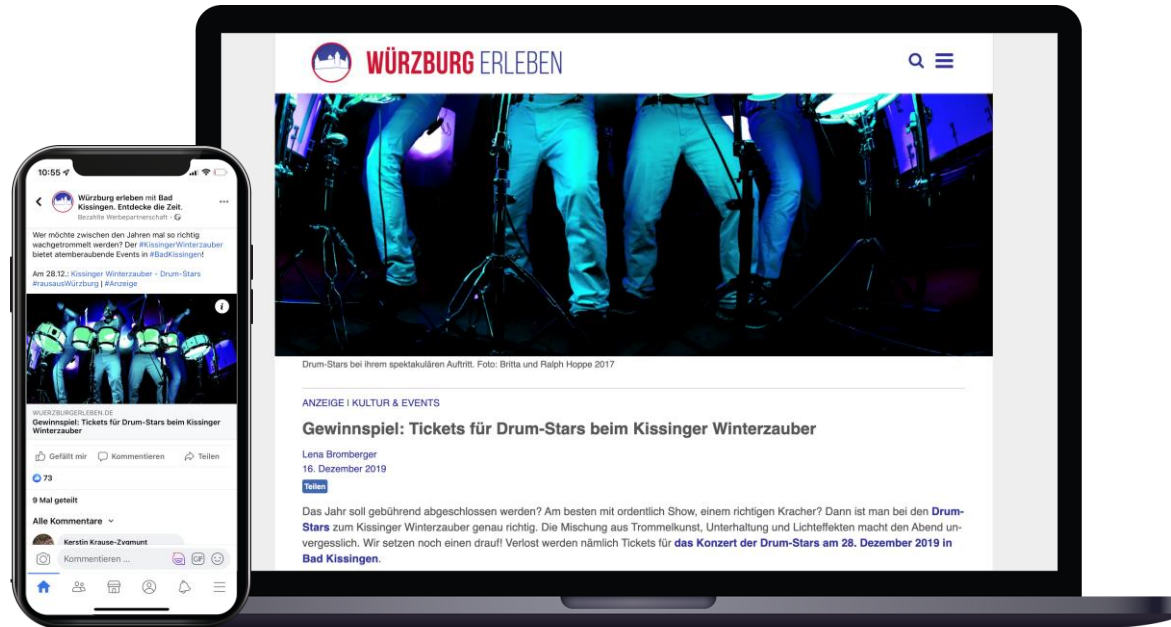 10:55
Würzburg erleben mit Bad
Kissingen. Entdecke die Zeit.
Bezahlte Werbepartnerschaft ·
Wer möchte zwischen den Jahren mal so richtig
wachgetrommelt werden? Der #KissingerWinterzauber
bietet atemberaubende Events in #BadKissingen!
Am 28.12.: Kissinger Winterzauber - Drum-Stars
#rausausWürzburg | #Anzeige
WUERZBURGERLEBEN.DE
Gewinnspiel: Tickets für Drum-Stars beim Kissinger
Winterzauber
Gefällt mir Kommentieren Teilen
73
9 Mal geteilt
Alle Kommentare
Kerstin Krause-Zygmunt
Kommentieren ... GIF
WÜRZBURG ERLEBEN
Drum-Stars bei ihrem spektakulären Auftritt. Foto: Britta und Ralph Hoppe 2017
ANZEIGE | KULTUR & EVENTS
Gewinnspiel: Tickets für Drum-Stars beim Kissinger Winterzauber
Lena Bromberger
16. Dezember 2019
Teilen
Das Jahr soll gebührend abgeschlossen werden? Am besten mit ordentlich Show, einem richtigen Kracher? Dann ist man bei den Drum-
Stars zum Kissinger Winterzauber genau richtig. Die Mischung aus Trommelkunst, Unterhaltung und Lichteffekten macht den Abend un-
vergesslich. Wir setzen noch einen drauf! Verlost werden nämlich Tickets für das Konzert der Drum-Stars am 28. Dezember 2019 in
Bad Kissingen.